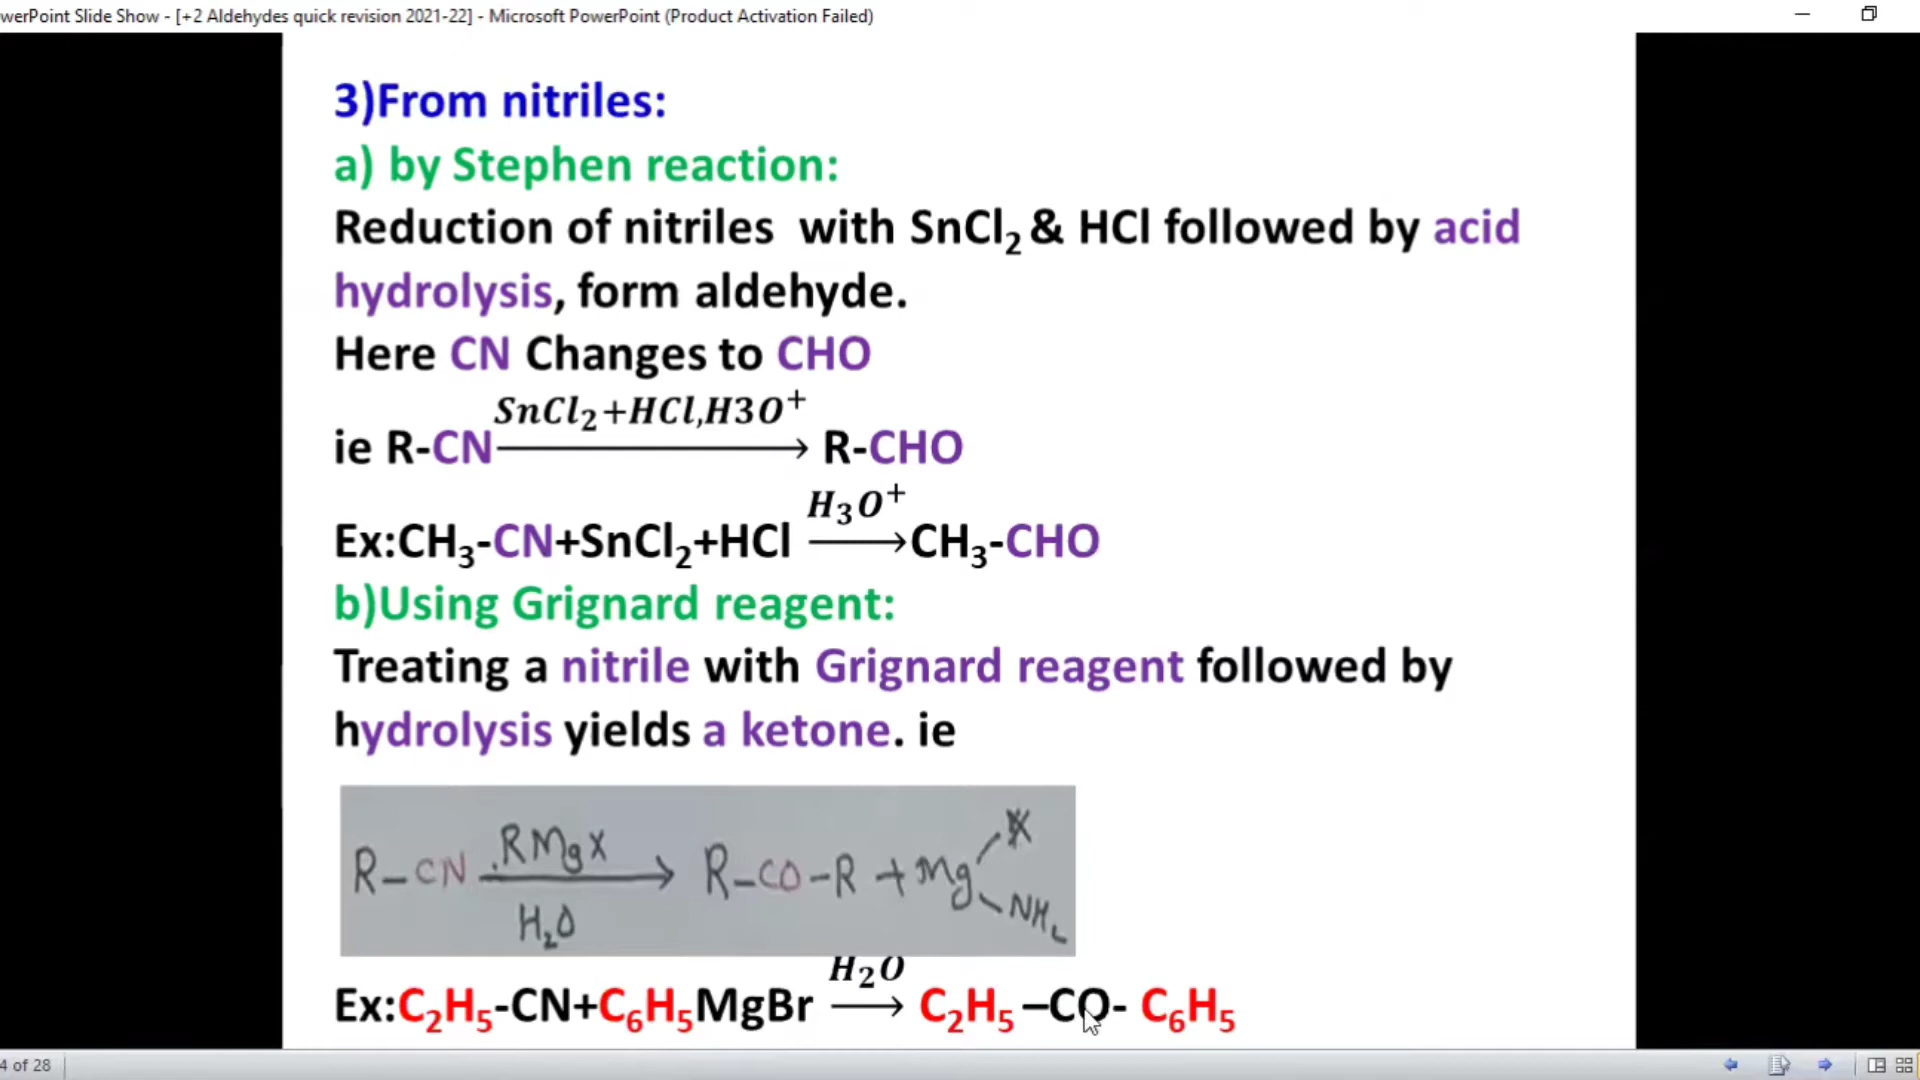 werPoint Slide Show - [+2 Aldehydes quick revision 2021-22] - Microsoft PowerPoint (Product Activation Failed)
3)From nitriles:
a) by Stephen reaction:
Reduction of nitriles with SnCl₂ & HCl followed by acid
hydrolysis, form aldehyde.
Here CN Changes to CHO
SnCl₂+HCl,H3O⁺
ie R-CN⟶ R-CHO
H₃O⁺
Ex:CH₃-CN+SnCl₂+HCl ⟶CH₃-CHO
b)Using Grignard reagent:
Treating a nitrile with Grignard reagent followed by
hydrolysis yields a ketone. ie
RMgX
R-CN ⟶ R-CO-R + Mg X NH₂
H₂O
H₂O
Ex:C₂H₅-CN+C₆H₅MgBr ⟶ C₂H₅ –CO- C₆H₅
4 of 28